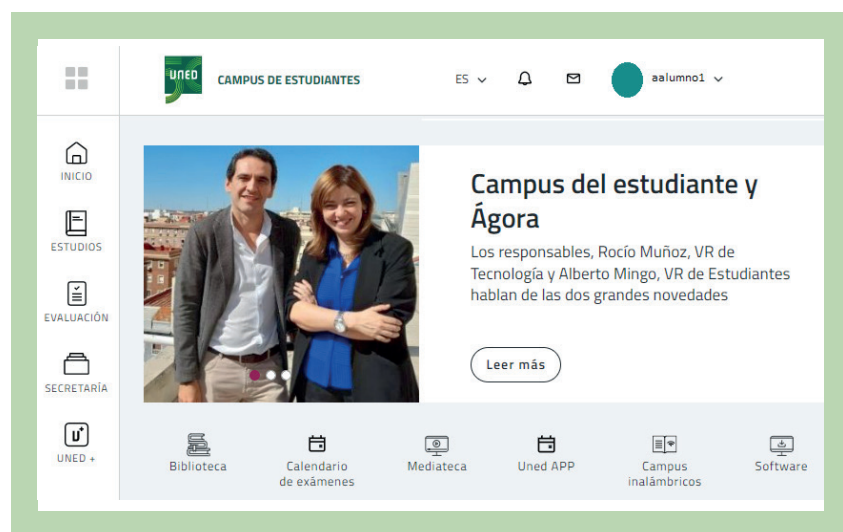 UNED
CAMPUS DE ESTUDIANTES
ES
aalumno1
INICIO
ESTUDIOS
EVALUACIÓN
SECRETARÍA
U+
UNED +
Campus del estudiante y
Ágora
Los responsables, Rocío Muñoz, VR de
Tecnología y Alberto Mingo, VR de Estudiantes
hablan de las dos grandes novedades
Leer más
Biblioteca
Calendario
de exámenes
Mediateca
Uned APP
Campus
inalámbricos
Software